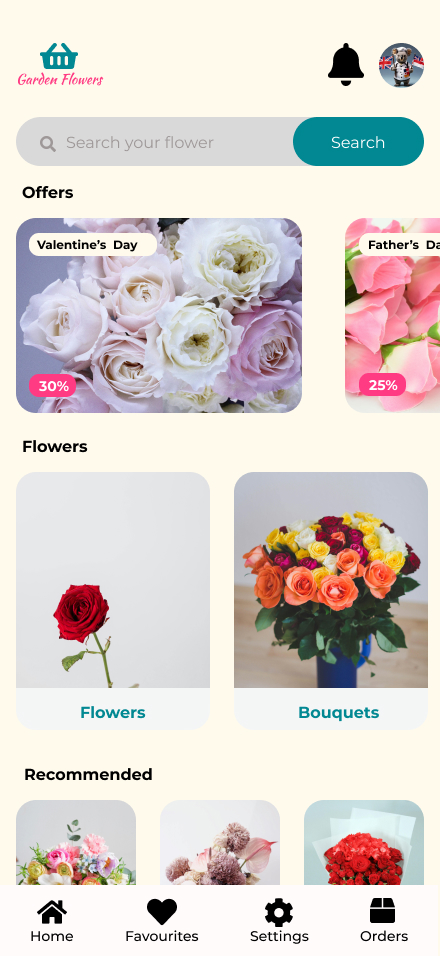 Garden Flowers
Search your flower
Search
Offers
Valentine's Day
Father's Da
30%
25%
Flowers
Flowers
Bouquets
Recommended
Home
Favourites
Settings
Orders